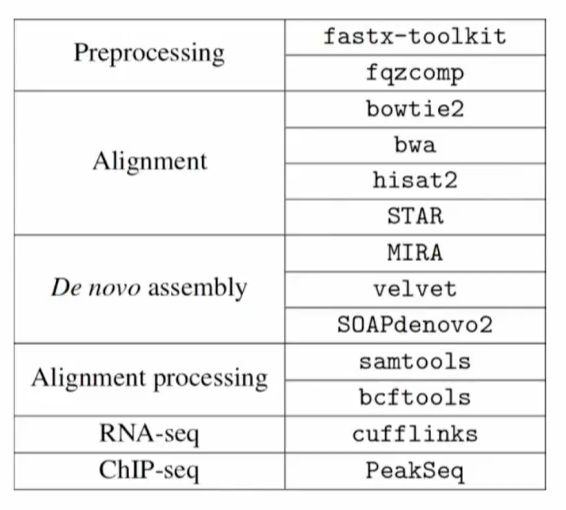 Preprocessing
fastx-toolkit
fqzcomp
Alignment
bowtie2
bwa
hisat2
STAR
De novo assembly
MIRA
velvet
SOAPdenovo2
Alignment processing
samtools
bcftools
RNA-seq
cufflinks
ChIP-seq
PeakSeq